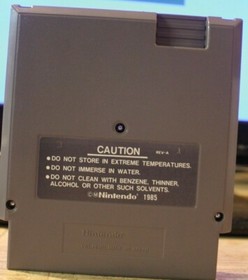 CAUTION REV-A
• DO NOT STORE IN EXTREME TEMPERATURES.
• DO NOT IMMERSE IN WATER.
• DO NOT CLEAN WITH BENZENE, THINNER,
ALCOHOL OR OTHER SUCH SOLVENTS.
©Nintendo 1985